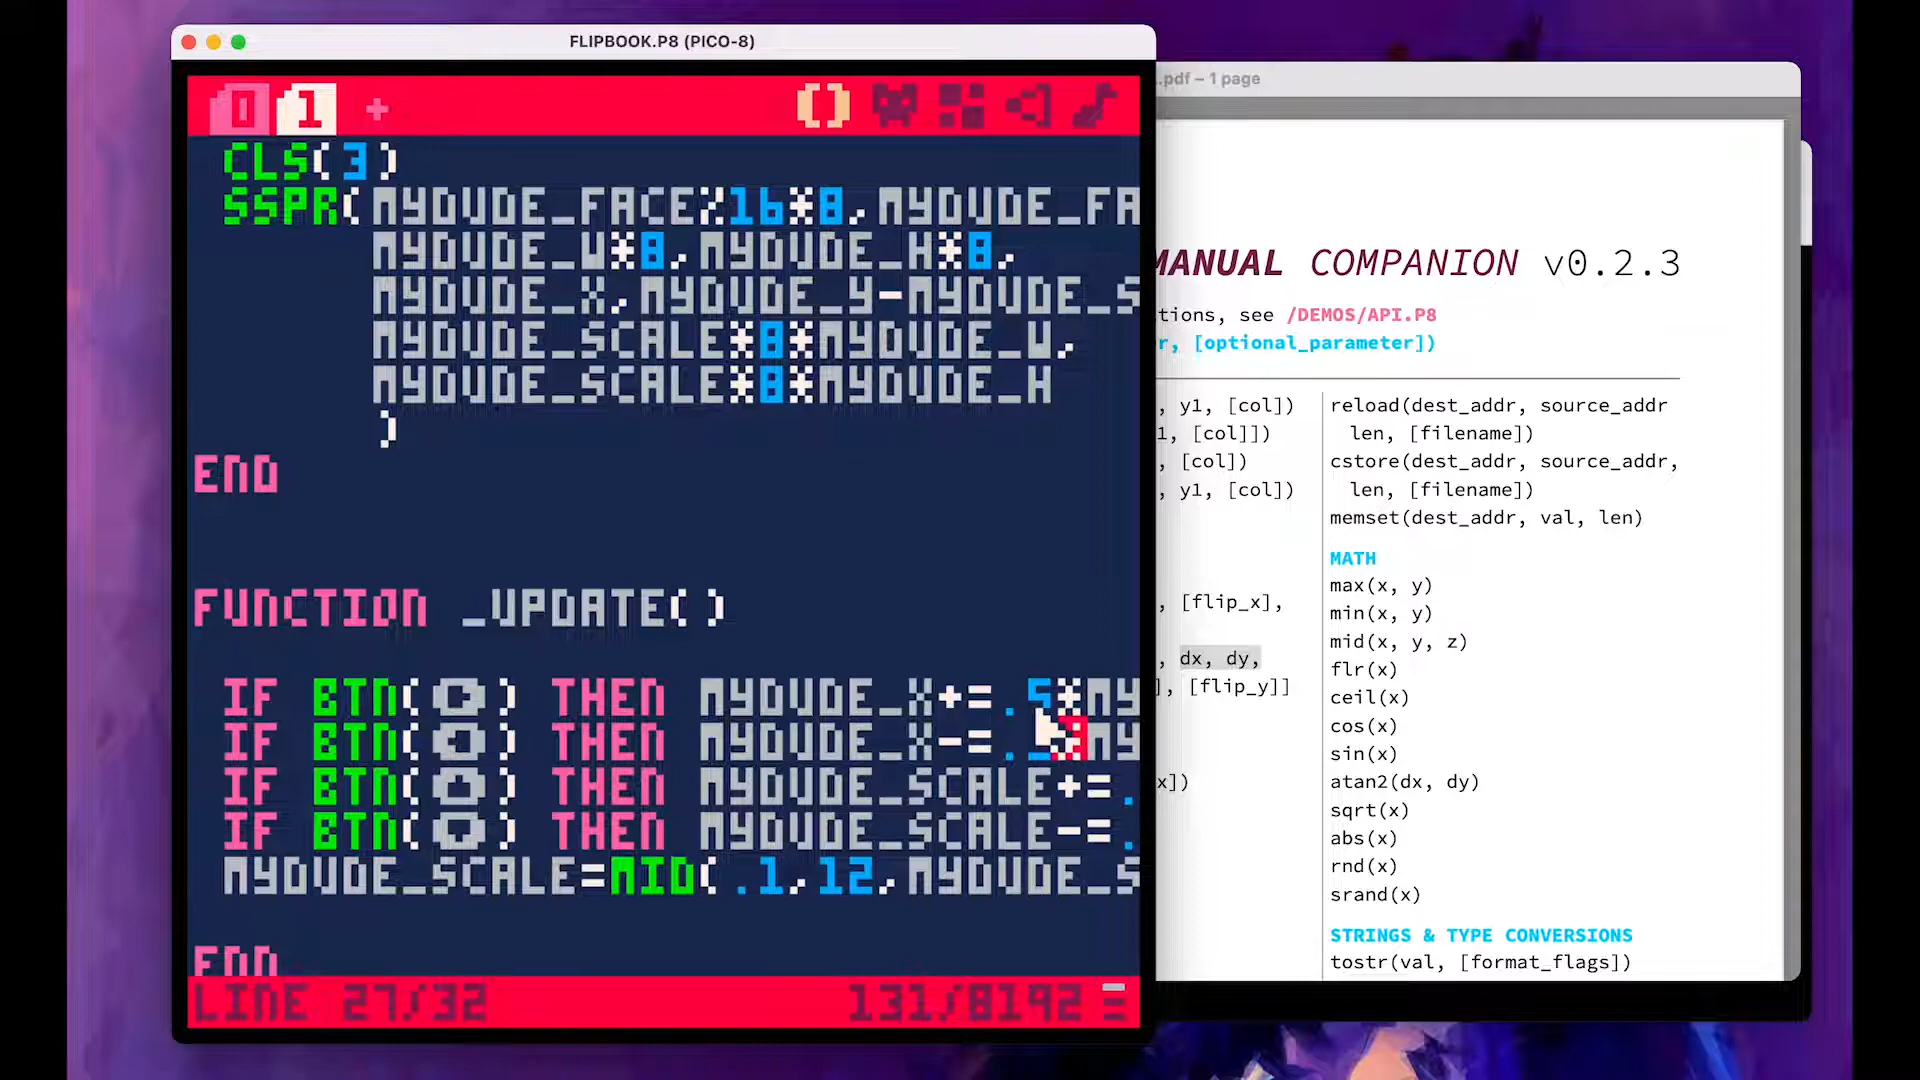 FLIPBOOK.P8 (PICO-8)
0 1 +
CLS(3)
SSPR(MYDUDE_FACE%16*8,MYDUDE_FA
MYDUDE_W*8,MYDUDE_H*8,
MYDUDE_X,MYDUDE_Y-MYDUDE_S
MYDUDE_SCALE*8*MYDUDE_W,
MYDUDE_SCALE*8*MYDUDE_H
)
END
FUNCTION _UPDATE()
IF BTN(➡️) THEN MYDUDE_X+=.5*MY
IF BTN(⬅️) THEN MYDUDE_X-=. MY
IF BTN(⬆️) THEN MYDUDE_SCALE+=.
IF BTN(⬇️) THEN MYDUDE_SCALE-=.
MYDUDE_SCALE=MID(.1,12,MYDUDE_S
END
LINE 27/32 131/8192
.pdf – 1 page
MANUAL COMPANION v0.2.3
tions, see /DEMOS/API.P8
r, [optional_parameter])
, y1, [col])
1, [col]])
, [col])
, y1, [col])
, [flip_x],
, dx, dy,
], [flip_y]]
x])
reload(dest_addr, source_addr
len, [filename])
cstore(dest_addr, source_addr,
len, [filename])
memset(dest_addr, val, len)
MATH
max(x, y)
min(x, y)
mid(x, y, z)
flr(x)
ceil(x)
cos(x)
sin(x)
atan2(dx, dy)
sqrt(x)
abs(x)
rnd(x)
srand(x)
STRINGS & TYPE CONVERSIONS
tostr(val, [format_flags])